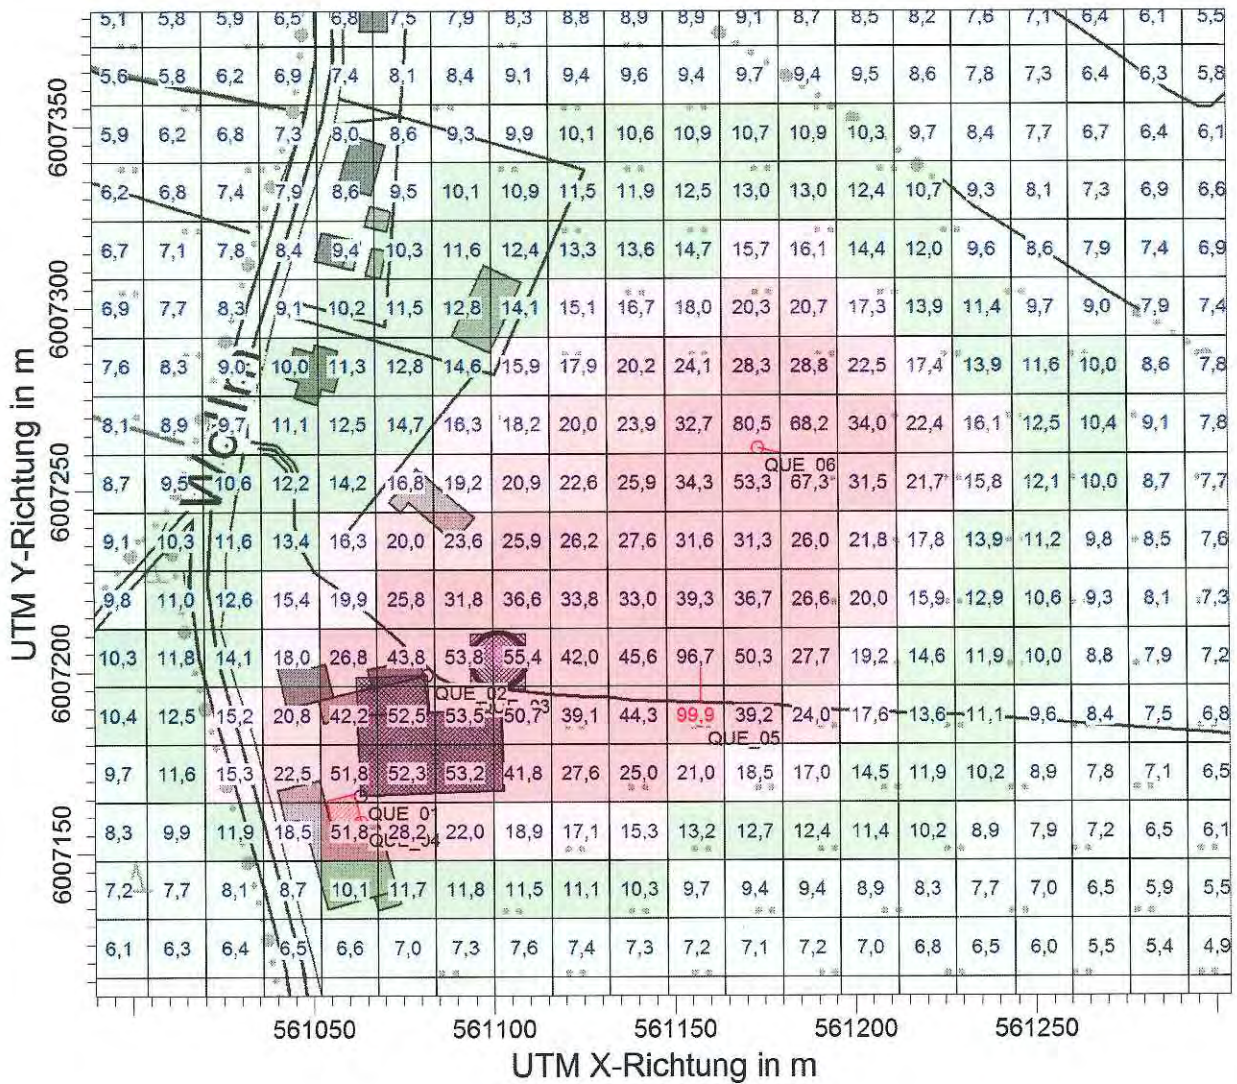 5,1 5,8 5,9 6,5 6,8 7,5 7,9 8,3 8,8 8,9 8,9 9,1 8,7 8,5 8,2 7,6 7,1 6,4 6,1 5,5
5,6 5,8 6,2 6,9 7,4 8,1 8,4 9,1 9,4 9,6 9,4 9,7 9,4 9,5 8,6 7,8 7,3 6,4 6,3 5,8
6007350
5,9 6,2 6,8 7,3 8,0 8,6 9,3 9,9 10,1 10,6 10,9 10,7 10,9 10,3 9,7 8,4 7,7 6,7 6,4 6,1
6,2 6,8 7,4 7,9 8,6 9,5 10,1 10,9 11,5 11,9 12,5 13,0 13,0 12,4 10,7 9,3 8,1 7,3 6,9 6,6
6,7 7,1 7,8 8,4 9,4 10,3 11,6 12,4 13,3 13,6 14,7 15,7 16,1 14,4 12,0 9,6 8,6 7,9 7,4 6,9
6007300
6,9 7,7 8,3 9,1 10,2 11,5 12,8 14,1 15,1 16,7 18,0 20,3 20,7 17,3 13,9 11,4 9,7 9,0 7,9 7,4
7,6 8,3 9,0 10,0 11,3 12,8 14,6 15,9 17,9 20,2 24,1 28,3 28,8 22,5 17,4 13,9 11,6 10,0 8,6 7,8
8,1 8,9 9,7 11,1 12,5 14,7 16,3 18,2 20,0 23,9 32,7 80,5 68,2 34,0 22,4 16,1 12,5 10,4 9,1 7,8
QUE_06
6007250
8,7 9,5 10,6 12,2 14,2 16,8 19,2 20,9 22,6 25,9 34,3 53,3 67,3 31,5 21,7 15,8 12,1 10,0 8,7 7,7
9,1 10,3 11,6 13,4 16,3 20,0 23,6 25,9 26,2 27,6 31,6 31,3 26,0 21,8 17,8 13,9 11,2 9,8 8,5 7,6
9,8 11,0 12,6 15,4 19,9 25,8 31,8 36,6 33,8 33,0 39,3 36,7 26,6 20,0 15,9 12,9 10,6 9,3 8,1 7,3
6007200
10,3 11,8 14,1 18,0 26,8 43,8 53,8 55,4 42,0 45,6 96,7 50,3 27,7 19,2 14,6 11,9 10,0 8,8 7,9 7,2
QUE_02
10,4 12,5 15,2 20,8 42,2 52,5 53,5 50,7 39,1 44,3 99,9 39,2 24,0 17,6 13,6 11,1 9,6 8,4 7,5 6,8
QUE_05
9,7 11,6 15,3 22,5 51,8 52,3 53,2 41,8 27,6 25,0 21,0 18,5 17,0 14,5 11,9 10,2 8,9 7,8 7,1 6,5
QUE_01
6007150
8,3 9,9 11,9 18,5 51,8 28,2 22,0 18,9 17,1 15,3 13,2 12,7 12,4 11,4 10,2 8,9 7,9 7,2 6,5 6,1
QUE_04
7,2 7,7 8,1 8,7 10,1 11,7 11,8 11,5 11,1 10,3 9,7 9,4 9,4 8,9 8,3 7,7 7,0 6,5 5,9 5,5
6,1 6,3 6,4 6,5 6,6 7,0 7,3 7,6 7,4 7,3 7,2 7,1 7,2 7,0 6,8 6,5 6,0 5,5 5,4 4,9
561050 561100 561150 561200 561250
UTM X-Richtung in m
UTM Y-Richtung in m